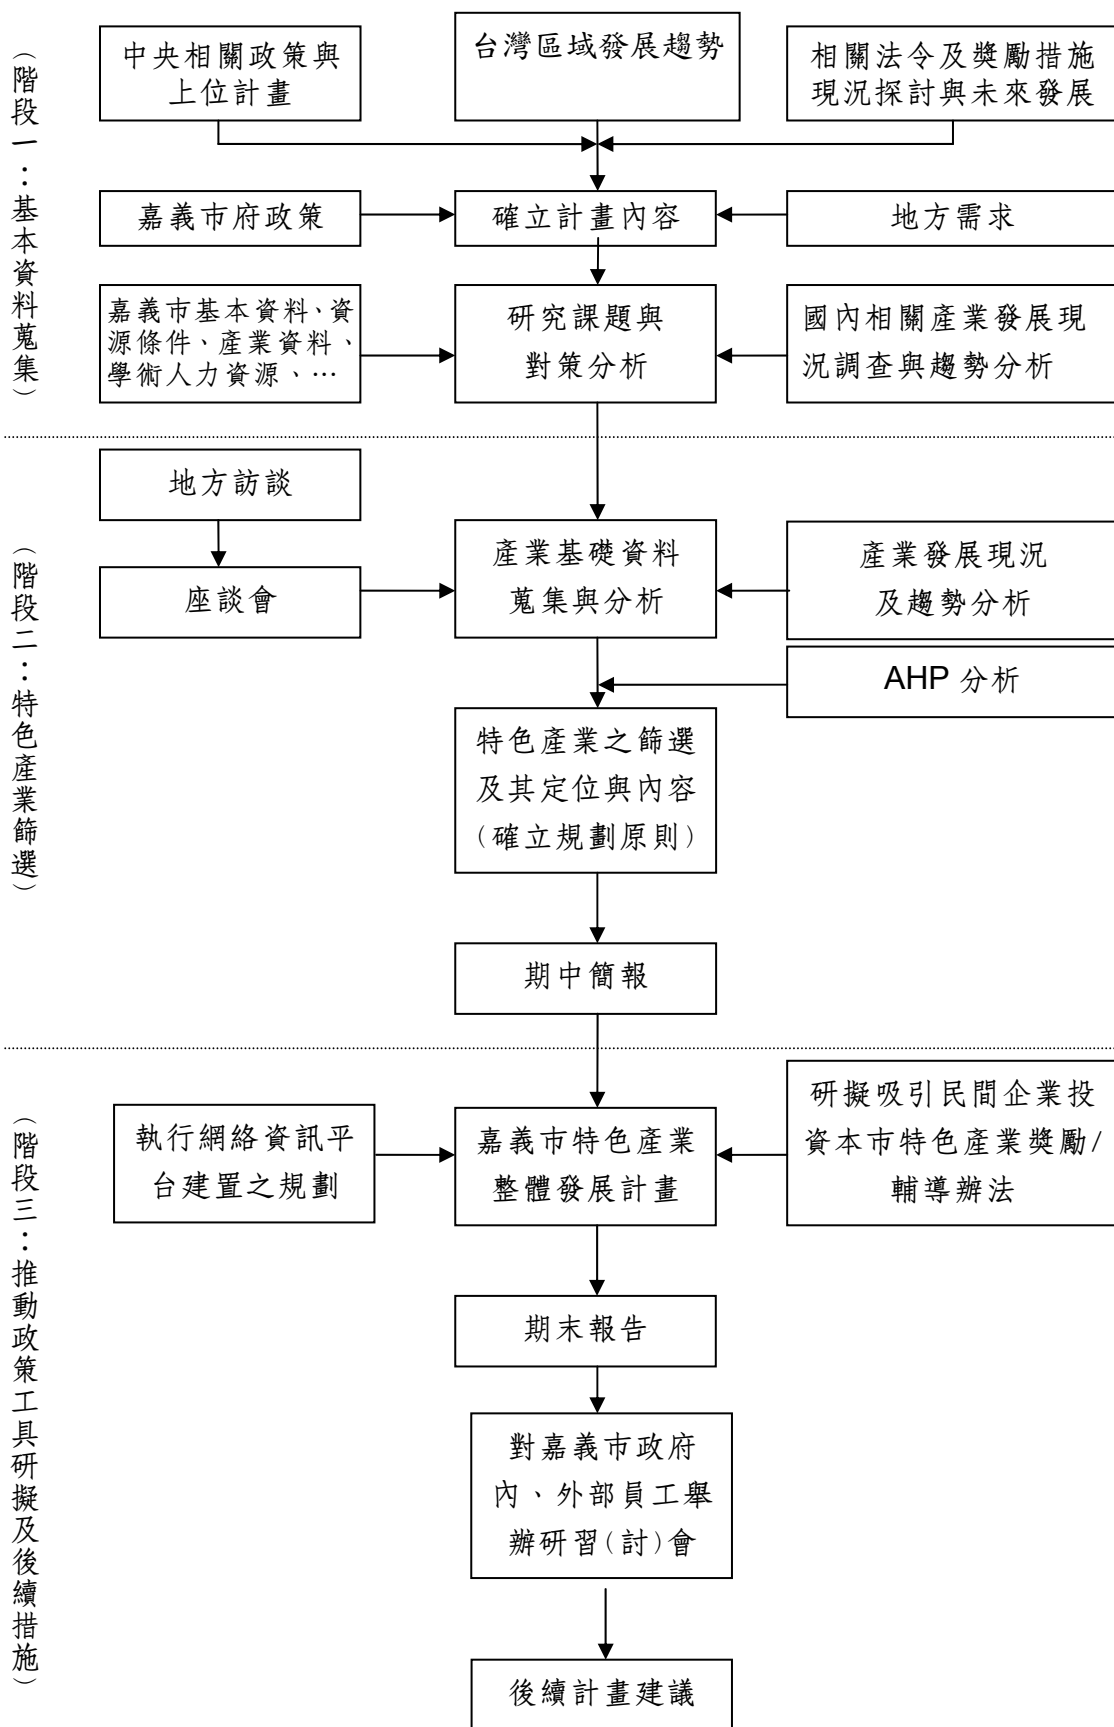 （階段一：基本資料蒐集）
中央相關政策與
上位計畫
台灣區域發展趨勢
相關法令及獎勵措施
現況探討與未來發展
嘉義市府政策
確立計畫內容
地方需求
嘉義市基本資料、資
源條件、產業資料、
學術人力資源、…
研究課題與
對策分析
國內相關產業發展現
況調查與趨勢分析
（階段二：特色產業篩選）
地方訪談
座談會
產業基礎資料
蒐集與分析
產業發展現況
及趨勢分析
AHP 分析
特色產業之篩選
及其定位與內容
(確立規劃原則)
期中簡報
（階段三：推動政策工具研擬及後續措施）
執行網絡資訊平
台建置之規劃
嘉義市特色產業
整體發展計畫
研擬吸引民間企業投
資本市特色產業獎勵/
輔導辦法
期末報告
對嘉義市政府
內、外部員工舉
辦研習(討)會
後續計畫建議